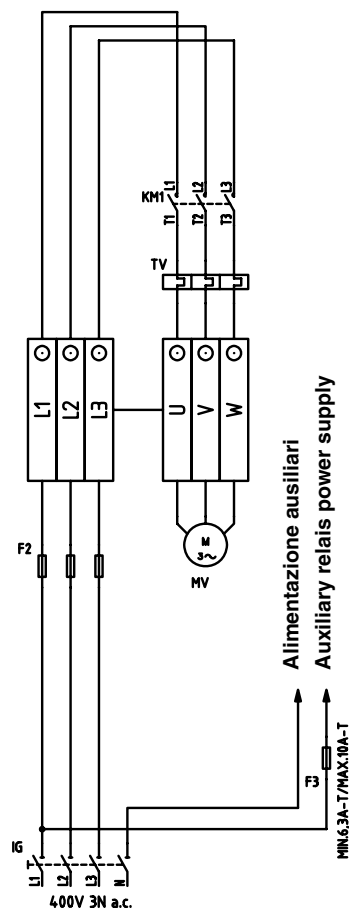 L1
L2
L3
KM1
T1
T2
T3
TV
L1
L2
L3
U
V
W
F2
M
3~
MV
Alimentazione ausiliari
Auxiliary relais power supply
F3
MIN.6,3A-T/MAX.10A-T
IG
L1
L2
L3
N
400V 3N a.c.